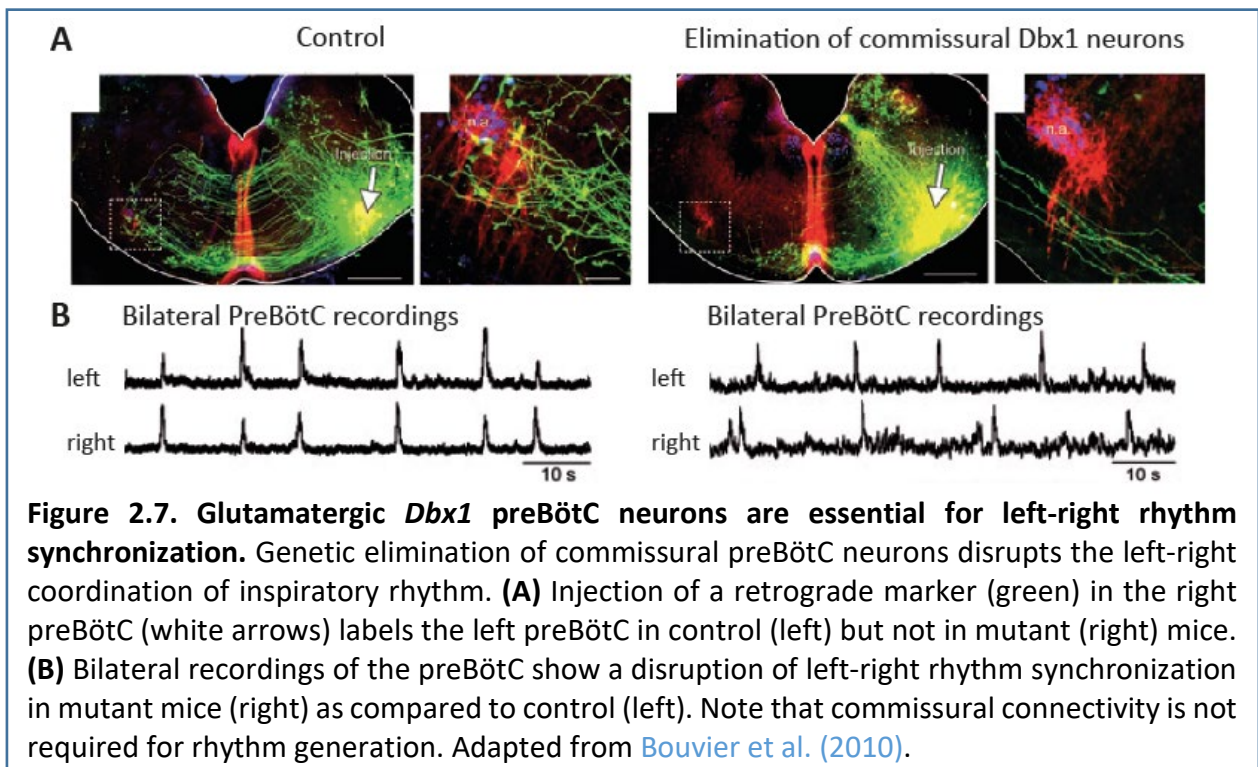 A
Control
Elimination of commissural Dbx1 neurons
Injection
n.a.
Injection
n.a.
B
Bilateral PreBötC recordings
Bilateral PreBötC recordings
left
left
right
right
10 s
10 s
Figure 2.7. Glutamatergic Dbx1 preBötC neurons are essential for left-right rhythm
synchronization. Genetic elimination of commissural preBötC neurons disrupts the left-right
coordination of inspiratory rhythm. (A) Injection of a retrograde marker (green) in the right
preBötC (white arrows) labels the left preBötC in control (left) but not in mutant (right) mice.
(B) Bilateral recordings of the preBötC show a disruption of left-right rhythm synchronization
in mutant mice (right) as compared to control (left). Note that commissural connectivity is not
required for rhythm generation. Adapted from Bouvier et al. (2010).